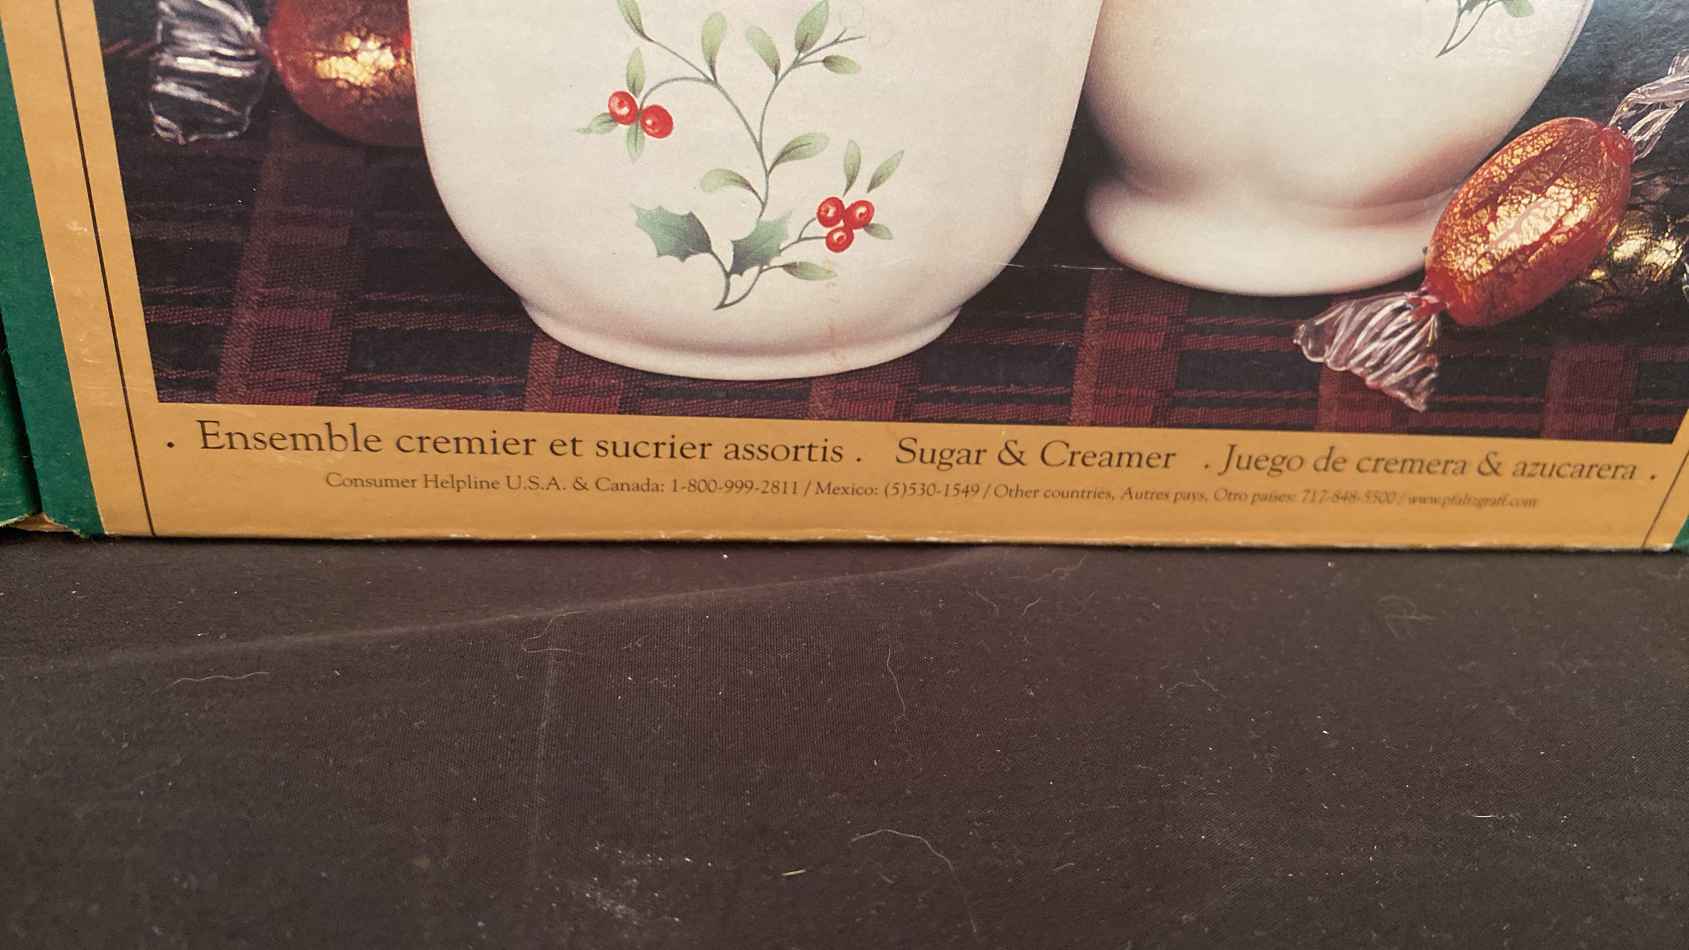 . Ensemble cremier et sucrier assortis . Sugar & Creamer . Juego de cremera & azucarera .
Consumer Helpline U.S.A. & Canada: 1-800-999-2811 / Mexico: (5)530-1549 / Other countries, Autres pays, Otro paises: 717-848-5500 / www.pfaltzgraff.com